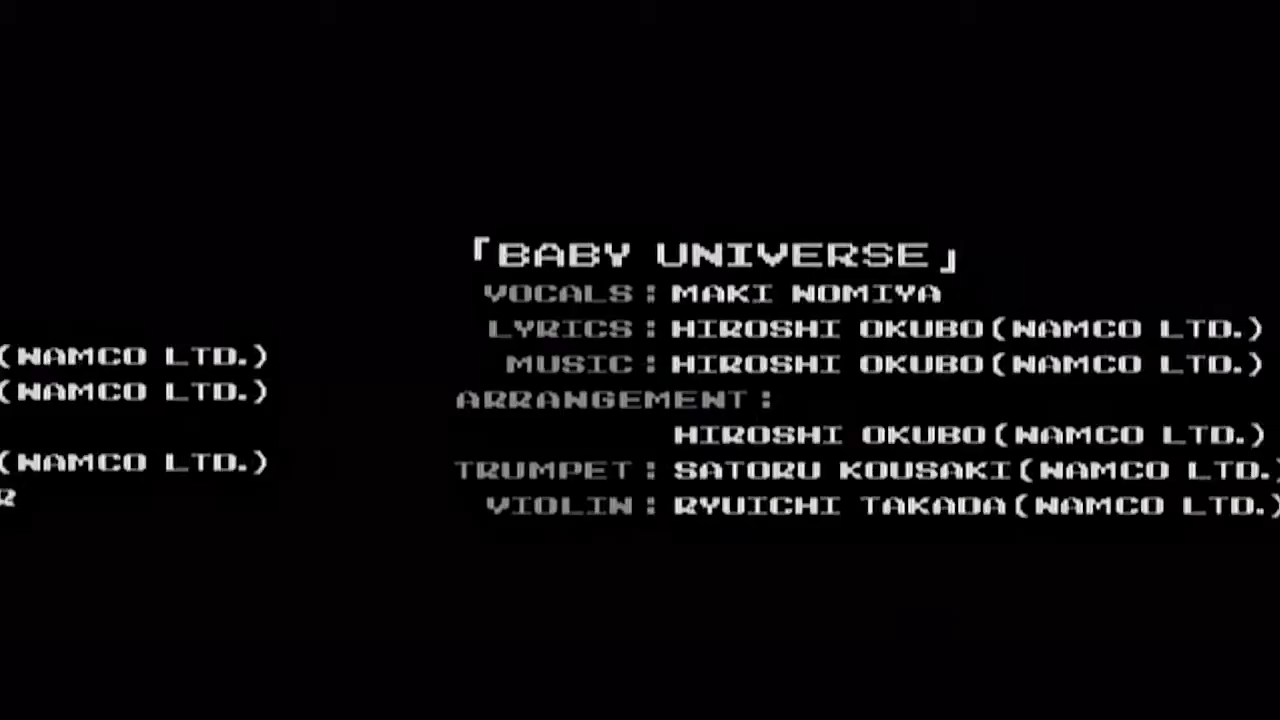 「BABY UNIVERSE」
VOCALS: MAKI NOMIYA
LYRICS: HIROSHI OKUBO(NAMCO LTD.)
MUSIC: HIROSHI OKUBO(NAMCO LTD.)
ARRANGEMENT:
HIROSHI OKUBO(NAMCO LTD.)
TRUMPET: SATORU KOUSAKI(NAMCO LTD.)
VIOLIN: RYUICHI TAKADA(NAMCO LTD.)
(NAMCO LTD.)
(NAMCO LTD.)
(NAMCO LTD.)
R